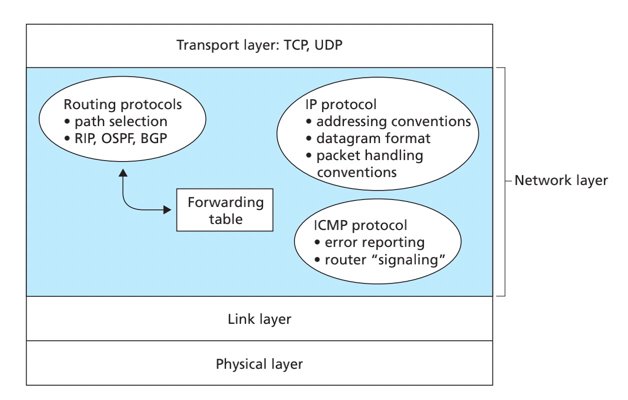 Transport layer: TCP, UDP
Routing protocols
• path selection
• RIP, OSPF, BGP
IP protocol
• addressing conventions
• datagram format
• packet handling
conventions
Network layer
Forwarding
table
ICMP protocol
• error reporting
• router “signaling”
Link layer
Physical layer